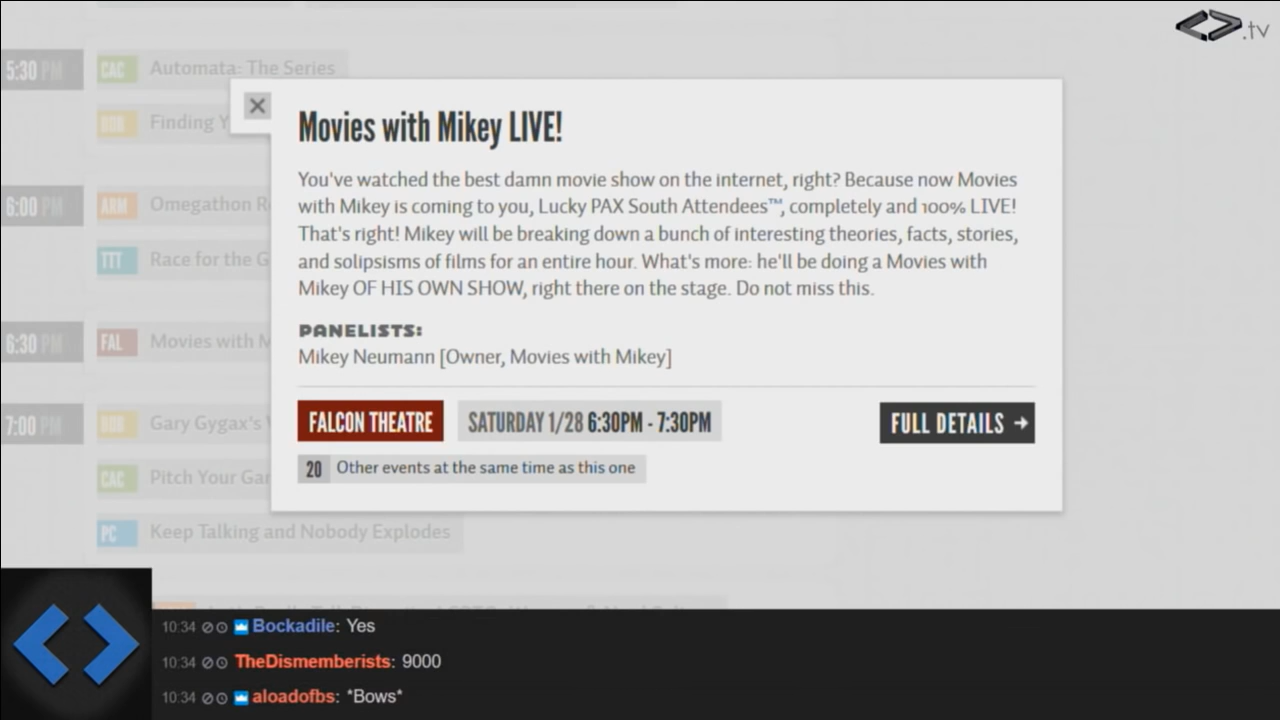 .tv
5:30 PM
CAC Automata: The Series
Finding Y
6:00 PM
ARM Omegathon R
TTT Race for the G
6:30 PM
FAL Movies with M
7:00 PM
Gary Gygax's
CAC Pitch Your Gar
PC Keep Talking and Nobody Explodes
Movies with Mikey LIVE!
You've watched the best damn movie show on the internet, right? Because now Movies
with Mikey is coming to you, Lucky PAX South Attendees™, completely and 100% LIVE!
That's right! Mikey will be breaking down a bunch of interesting theories, facts, stories,
and solipsisms of films for an entire hour. What's more: he'll be doing a Movies with
Mikey OF HIS OWN SHOW, right there on the stage. Do not miss this.
PANELISTS:
Mikey Neumann [Owner, Movies with Mikey]
FALCON THEATRE SATURDAY 1/28 6:30PM - 7:30PM FULL DETAILS →
20 Other events at the same time as this one
10:34 Bockadile: Yes
10:34 TheDismemberists: 9000
10:34 aloadofbs: *Bows*